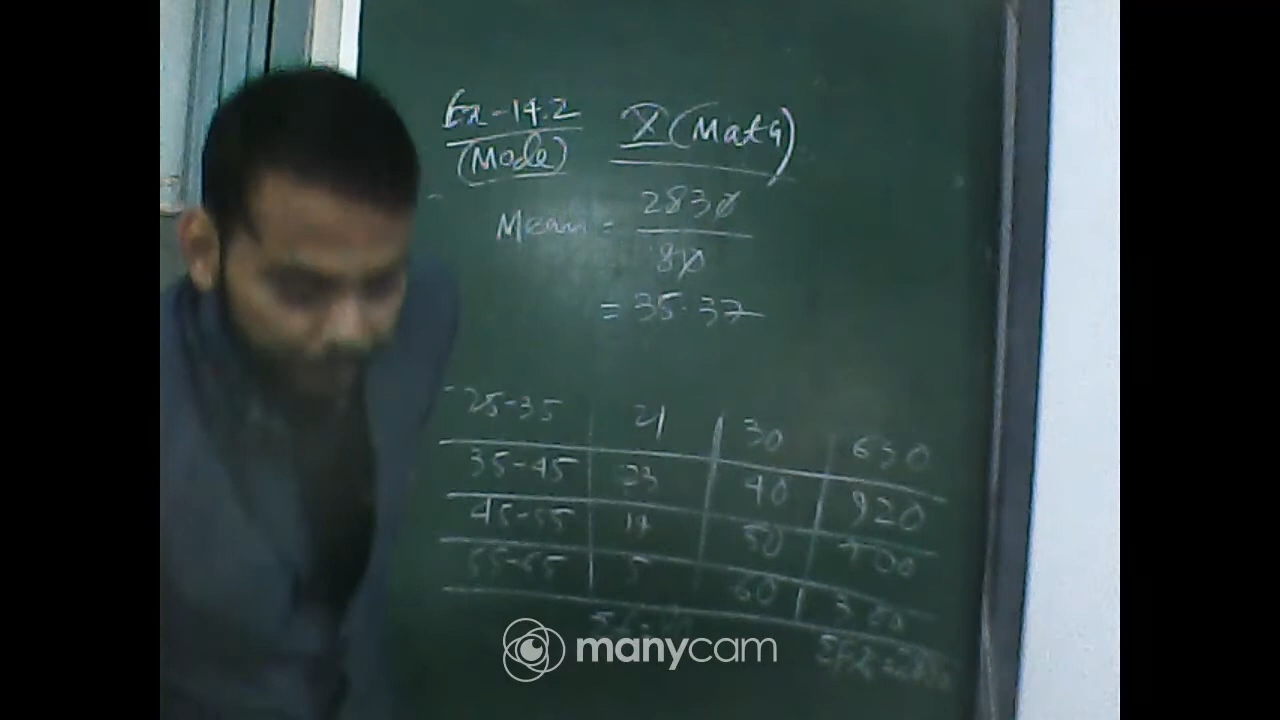 Ex-14.2 X (Math)
(Mode)
Mean = 2830
80
= 35.37
25-35 21 30 630
35-45 23 40 920
45-55 14 50 700
55-65 5 60 300
manycam